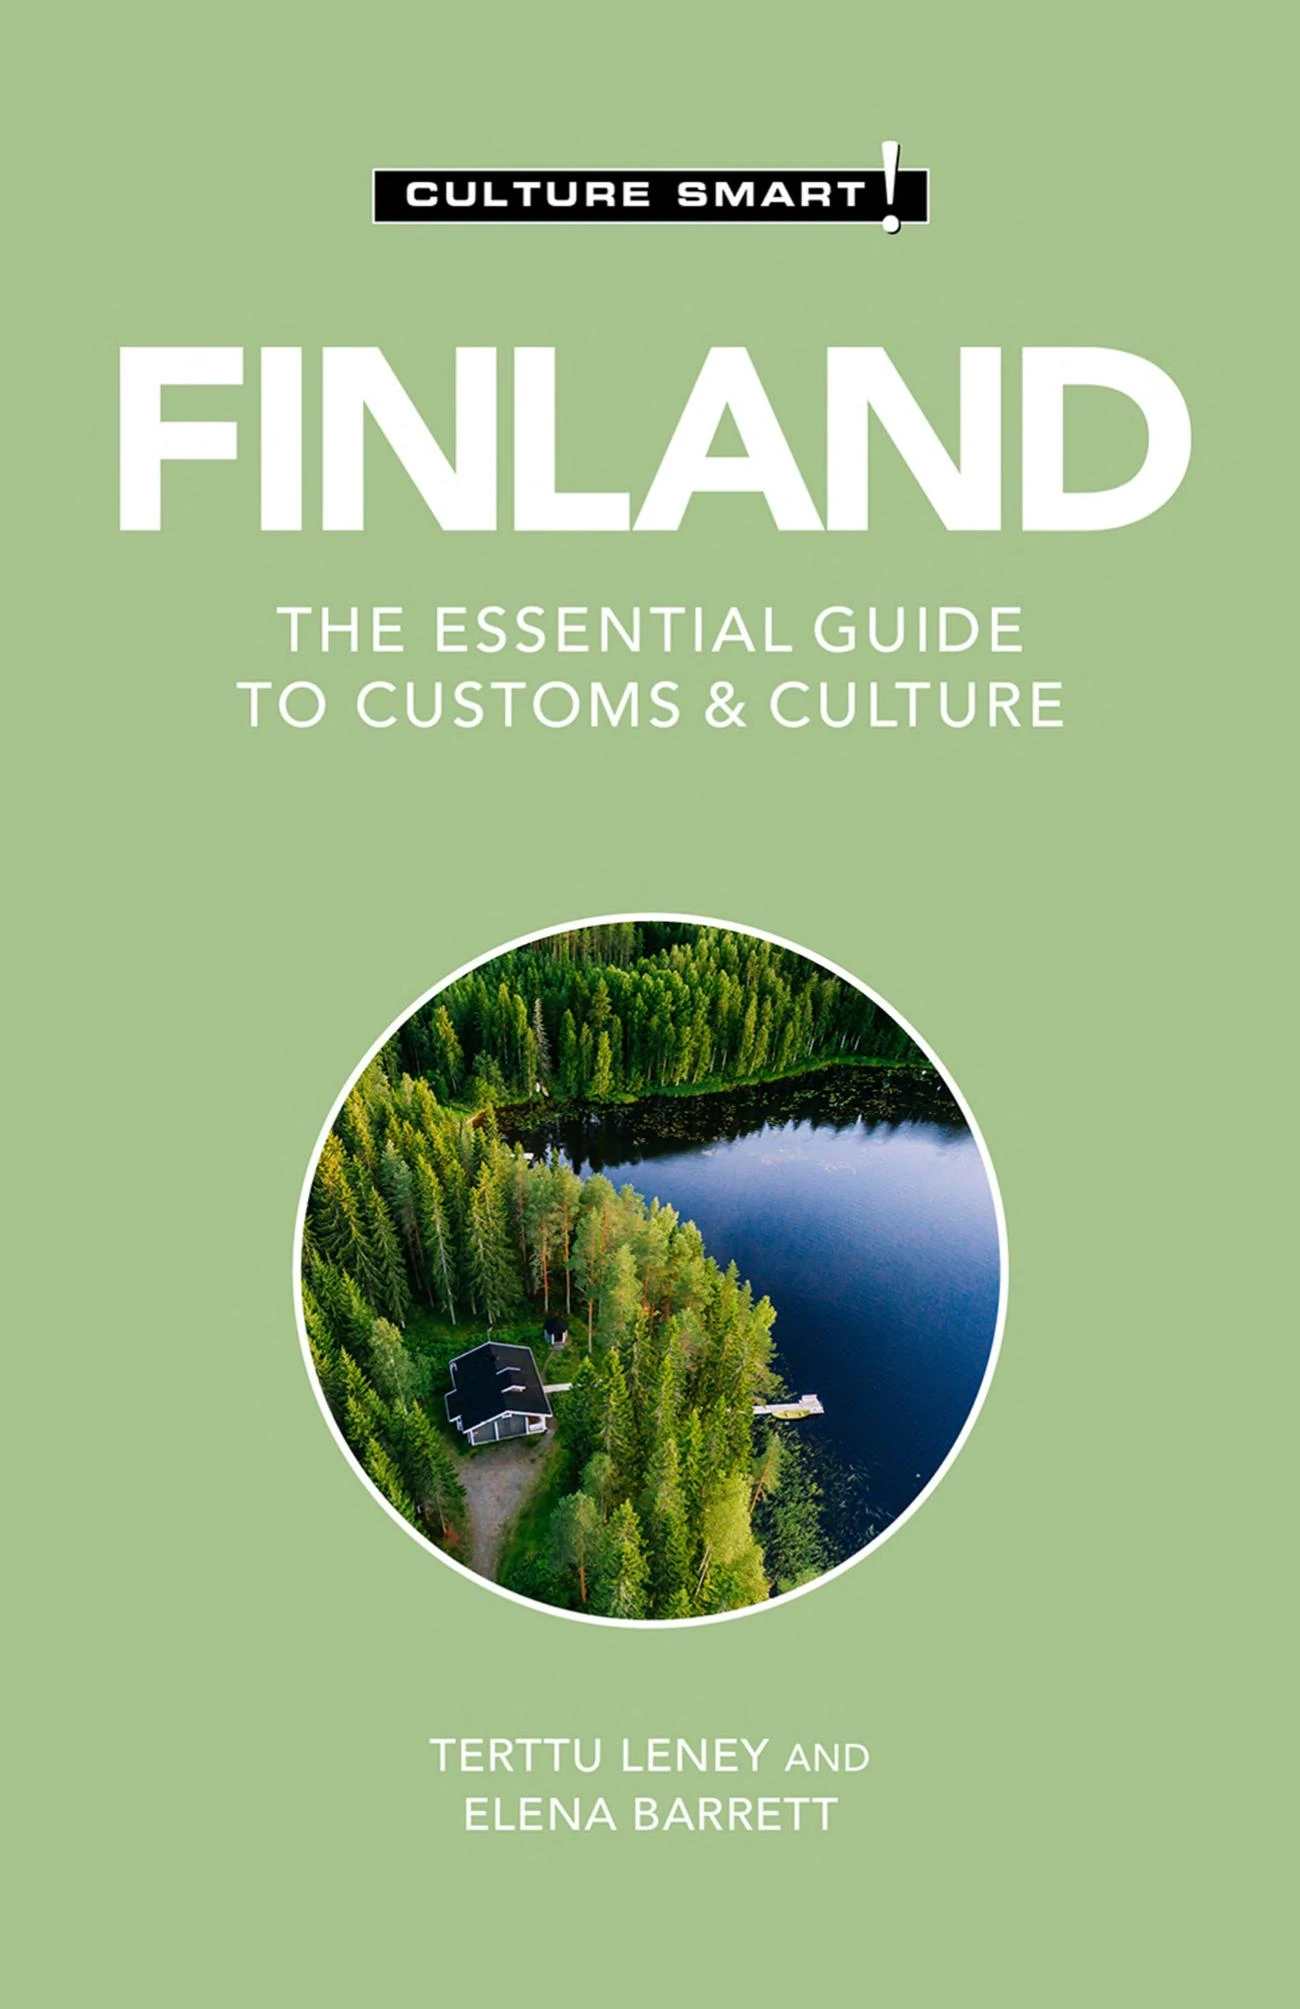 CULTURE SMART!
FINLAND
THE ESSENTIAL GUIDE
TO CUSTOMS & CULTURE
TERTTU LENEY AND
ELENA BARRETT